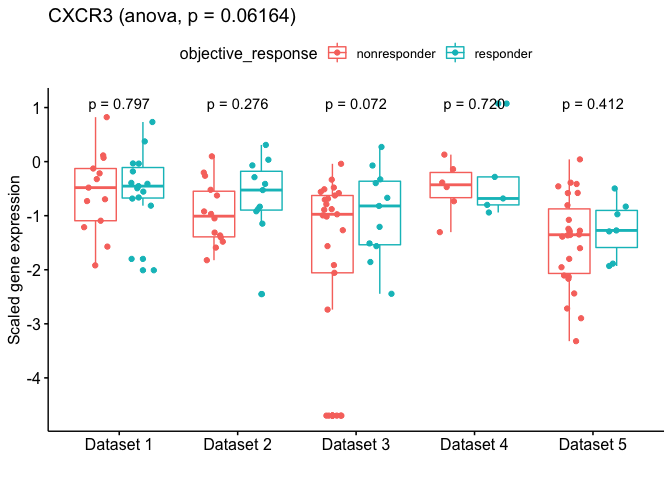 CXCR3 (anova, p = 0.06164)
objective_response nonresponder responder
p = 0.797 p = 0.276 p = 0.072 p = 0.720 p = 0.412
1
0
-1
-2
-3
-4
Scaled gene expression
Dataset 1 Dataset 2 Dataset 3 Dataset 4 Dataset 5